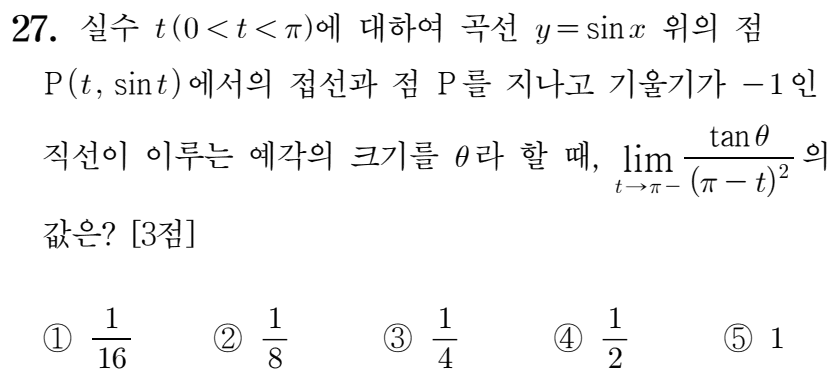 27. 실수 t(0<t<π)에 대하여 곡선 y=sinx 위의 점
P(t, sint)에서의 접선과 점 P를 지나고 기울기가 −1인
직선이 이루는 예각의 크기를 θ라 할 때, lim_{t→π−} tanθ/(π−t)²의
값은? [3점]
① 1/16 ② 1/8 ③ 1/4 ④ 1/2 ⑤ 1